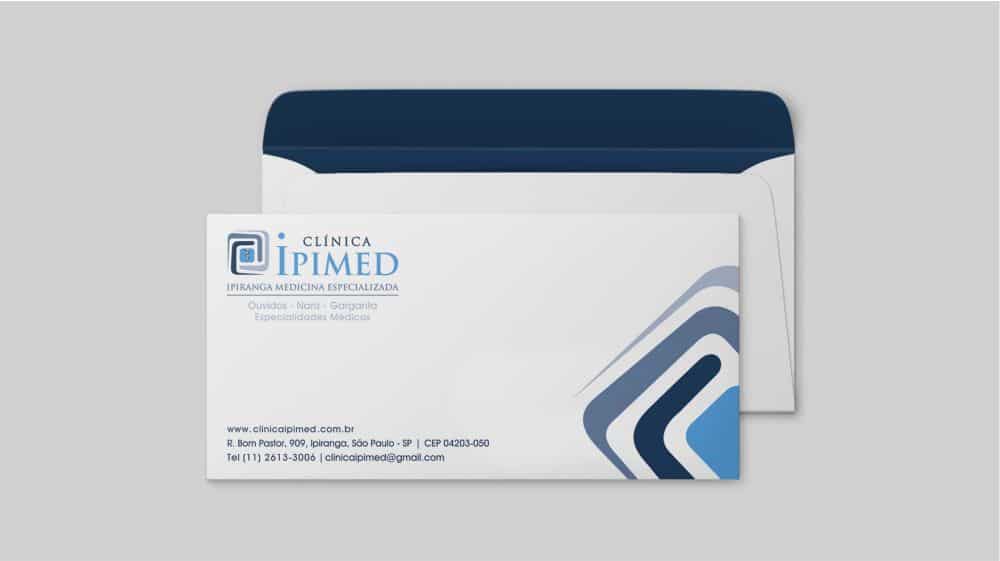 CLÍNICA
IPIMED
IPIRANGA MEDICINA ESPECIALIZADA
Ouvidos - Nariz - Garganta
Especialidades Médicas
www.clinicaipimed.com.br
R. Bom Pastor, 909, Ipiranga, São Paulo - SP | CEP 04203-050
Tel (11) 2613-3006 | clinicaipimed@gmail.com